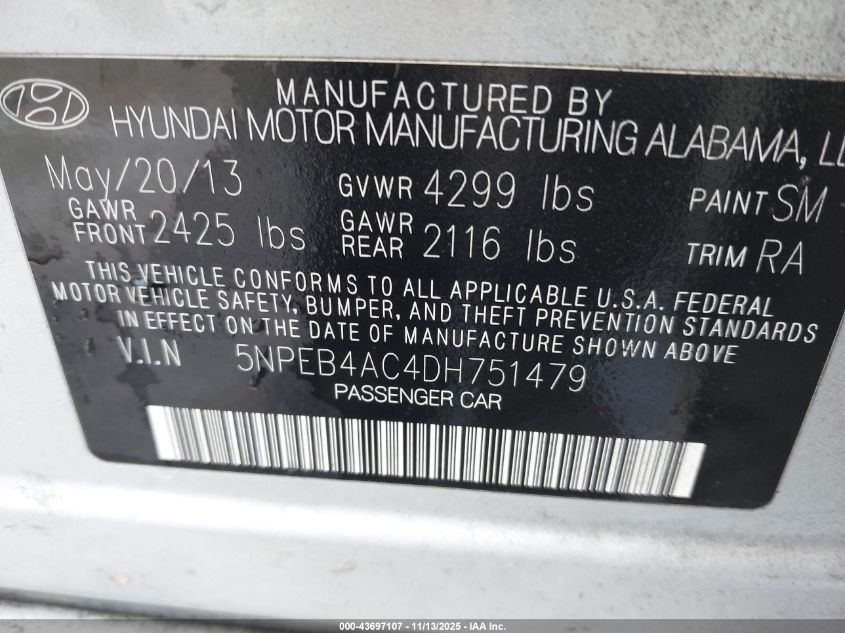 MANUFACTURED BY
HYUNDAI MOTOR MANUFACTURING ALABAMA,
May/20/13 GVWR 4299 lbs PAINT SM
GAWR FRONT 2425 lbs GAWR REAR 2116 lbs TRIM RA
THIS VEHICLE CONFORMS TO ALL APPLICABLE U.S.A. FEDERAL
MOTOR VEHICLE SAFETY, BUMPER, AND THEFT PREVENTION STANDARDS
IN EFFECT ON THE DATE OF MANUFACTURE SHOWN ABOVE
V.I.N 5NPEB4AC4DH751479
PASSENGER CAR
000-43697107 - 11/13/2025 - IAA Inc.